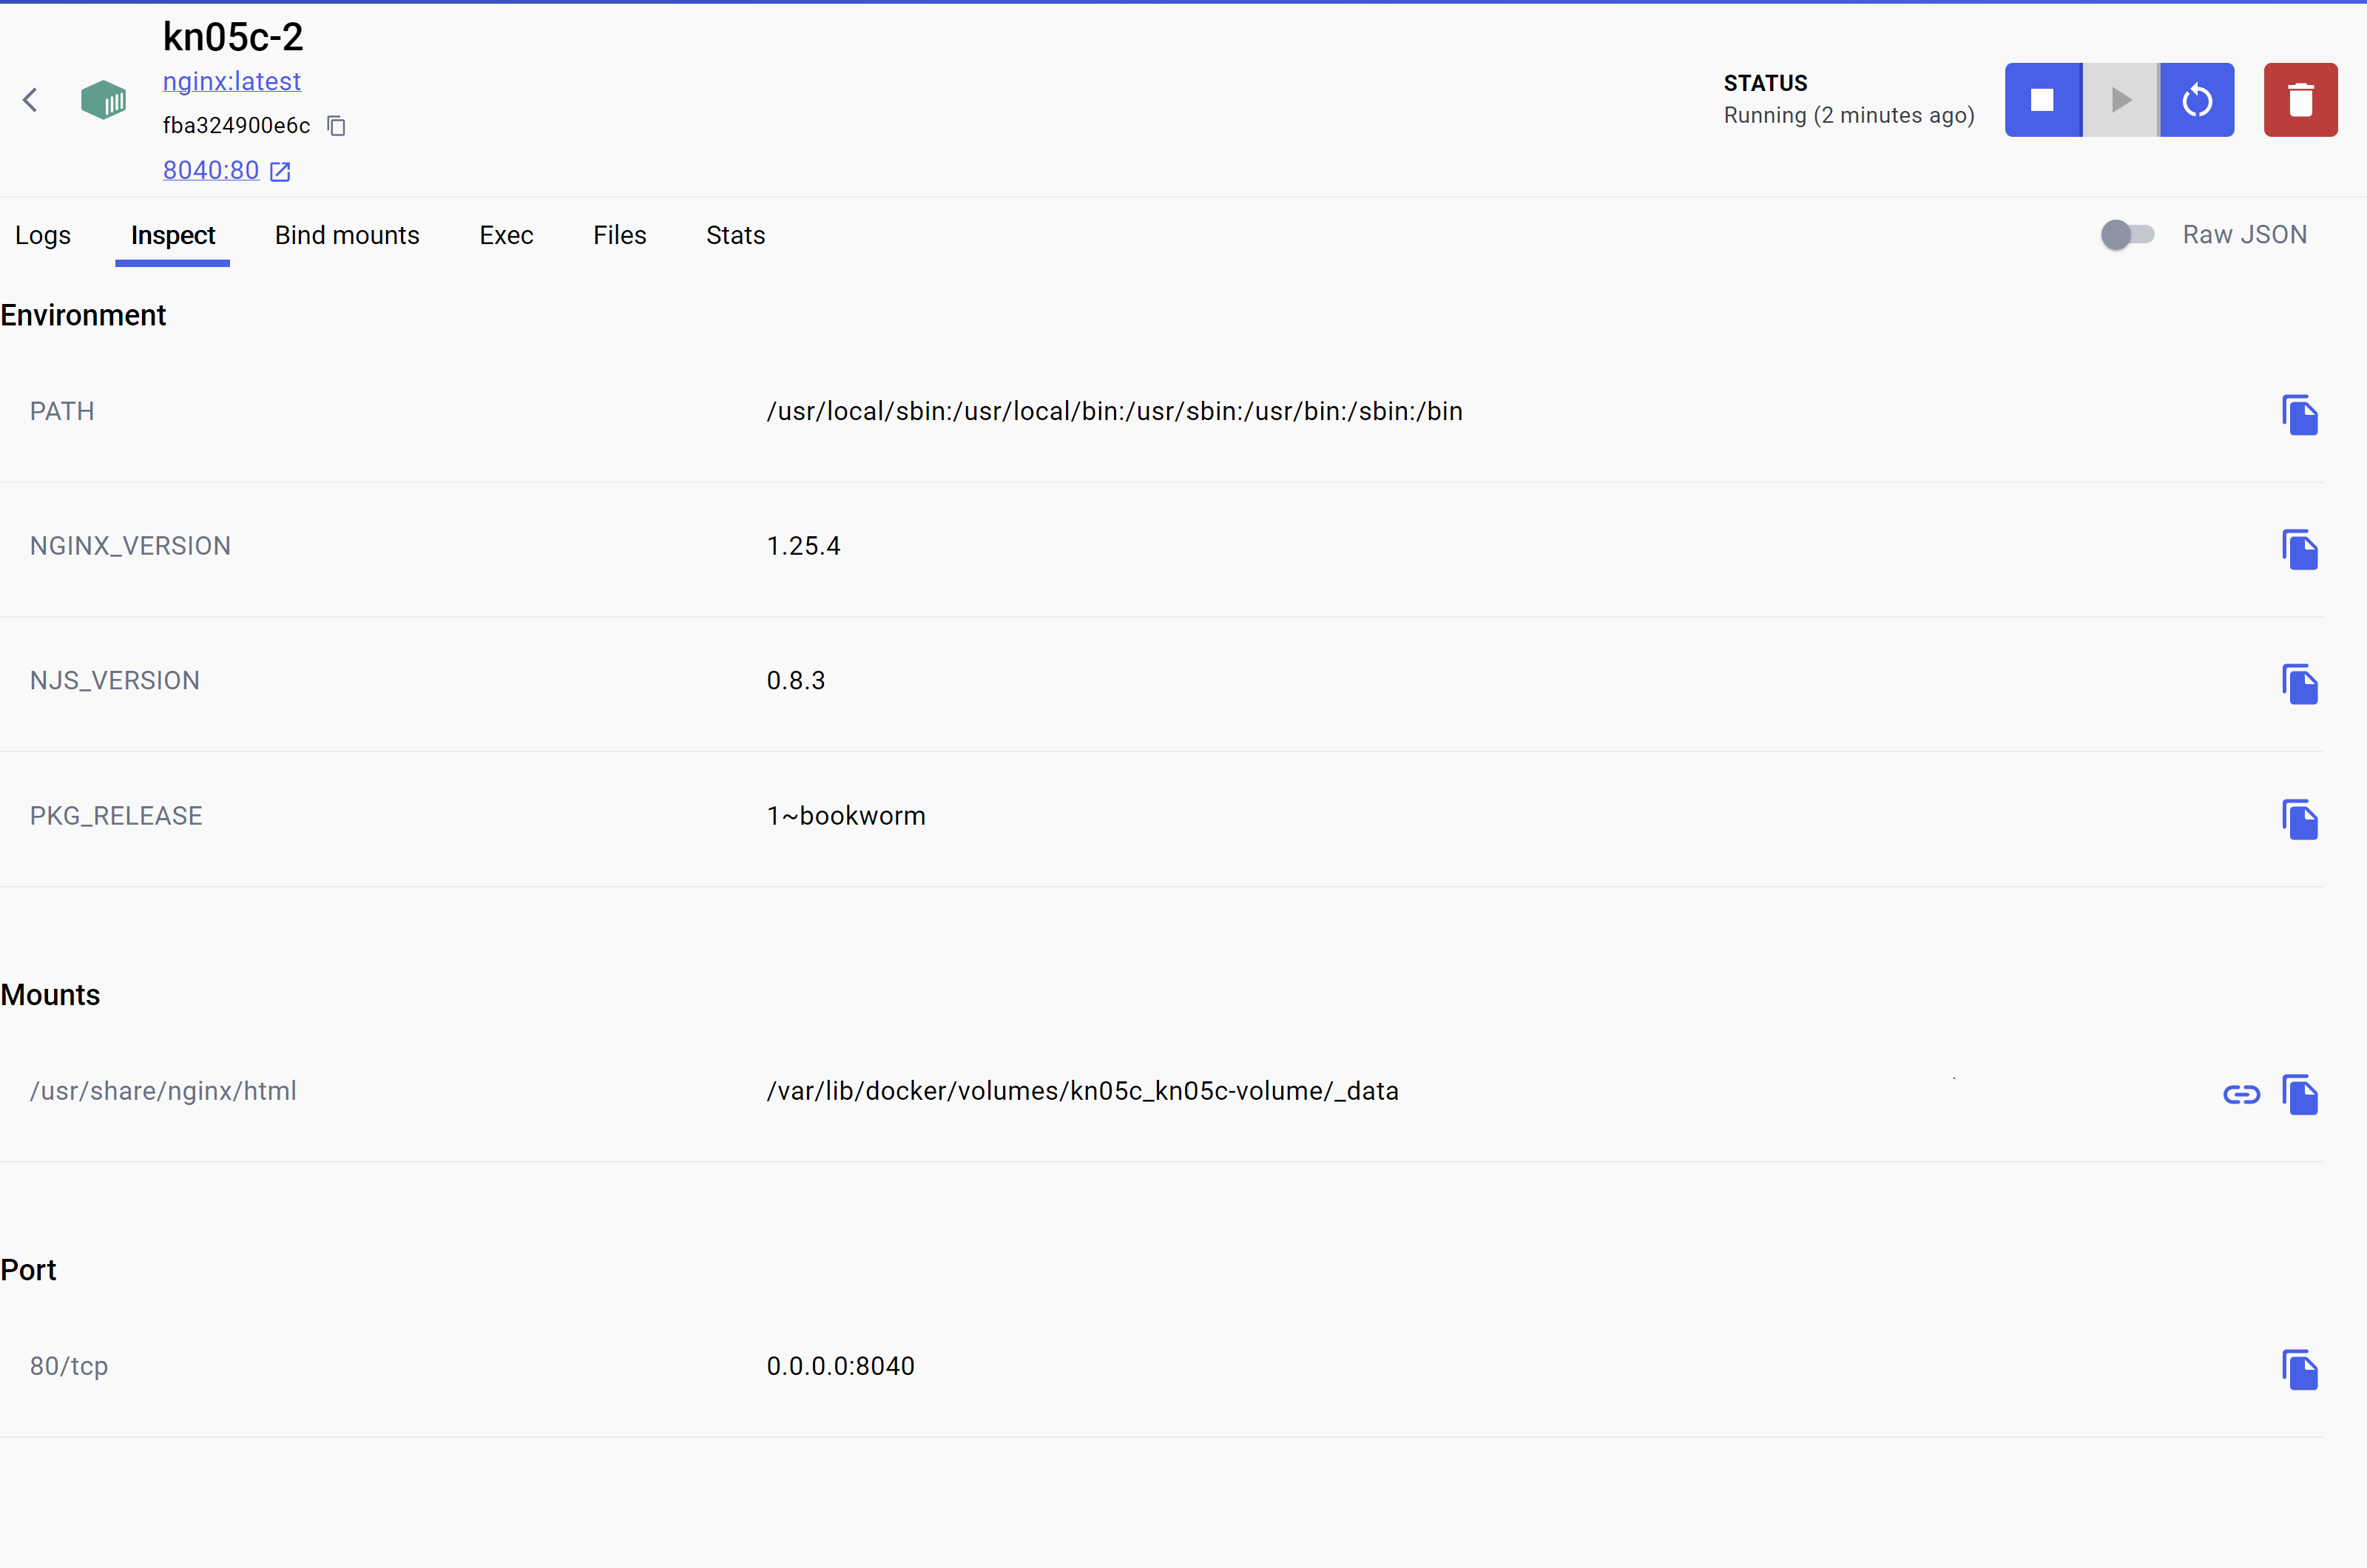 kn05c-2
nginx:latest
fba324900e6c
8040:80
STATUS
Running (2 minutes ago)
Logs Inspect Bind mounts Exec Files Stats Raw JSON
Environment
PATH /usr/local/sbin:/usr/local/bin:/usr/sbin:/usr/bin:/sbin:/bin
NGINX_VERSION 1.25.4
NJS_VERSION 0.8.3
PKG_RELEASE 1~bookworm
Mounts
/usr/share/nginx/html /var/lib/docker/volumes/kn05c_kn05c-volume/_data
Port
80/tcp 0.0.0.0:8040